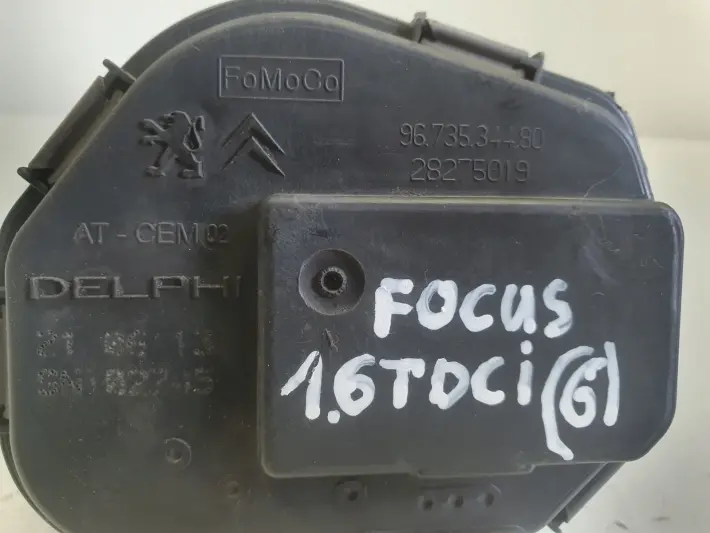 FoMoCo
96.735.344.80
28275019
AT - CEM 02
DELPHI
FOCUS
1.6TDCi(6)